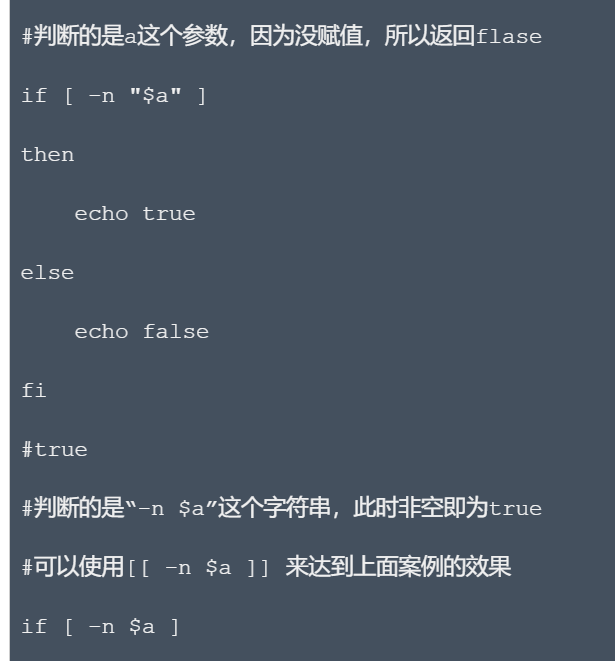 #判断的是a这个参数，因为没赋值，所以返回flase
if [ -n "$a" ]
then
    echo true
else
    echo false
fi
#true
#判断的是“-n $a”这个字符串，此时非空即为true
#可以使用[[ -n $a ]] 来达到上面案例的效果
if [ -n $a ]